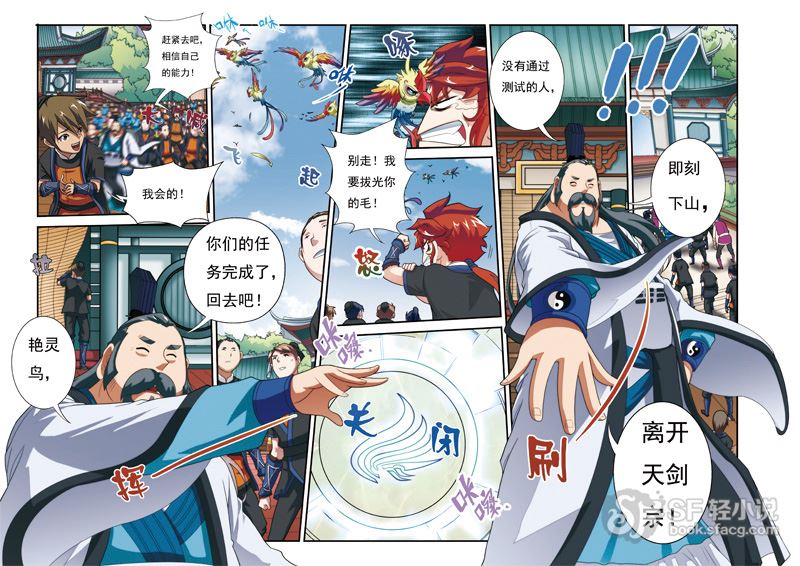 赶紧去吧，
相信自己
的能力！
我会的！
大
喊
拉
艳灵
鸟，
你们的任
务完成了，
回去吧！
挥
咻
咻
咻
飞
起
啄
别走！我
要拔光你
的毛！
怒
咔
嚓
关
闭
咔
嚓
没有通过
测试的人，
!!!
即刻
下山，
刷
离开
天剑
宗！
SF轻小说
book.sfacg.com